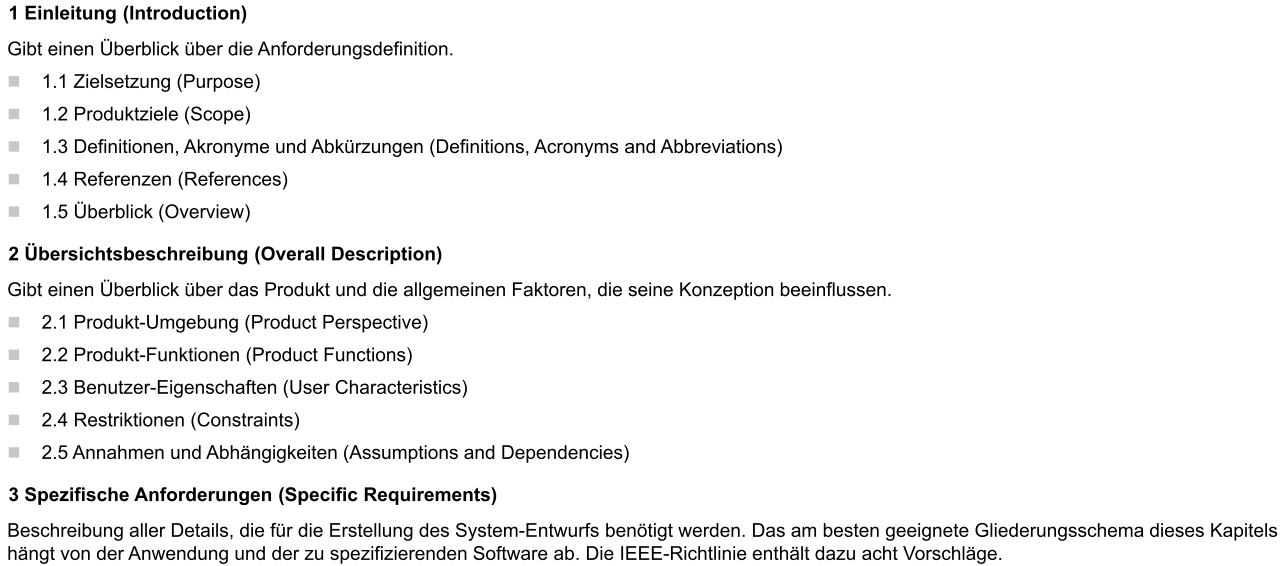 1 Einleitung (Introduction)
Gibt einen Überblick über die Anforderungsdefinition.
1.1 Zielsetzung (Purpose)
1.2 Produktziele (Scope)
1.3 Definitionen, Akronyme und Abkürzungen (Definitions, Acronyms and Abbreviations)
1.4 Referenzen (References)
1.5 Überblick (Overview)
2 Übersichtsbeschreibung (Overall Description)
Gibt einen Überblick über das Produkt und die allgemeinen Faktoren, die seine Konzeption beeinflussen.
2.1 Produkt-Umgebung (Product Perspective)
2.2 Produkt-Funktionen (Product Functions)
2.3 Benutzer-Eigenschaften (User Characteristics)
2.4 Restriktionen (Constraints)
2.5 Annahmen und Abhängigkeiten (Assumptions and Dependencies)
3 Spezifische Anforderungen (Specific Requirements)
Beschreibung aller Details, die für die Erstellung des System-Entwurfs benötigt werden. Das am besten geeignete Gliederungsschema dieses Kapitels
hängt von der Anwendung und der zu spezifizierenden Software ab. Die IEEE-Richtlinie enthält dazu acht Vorschläge.